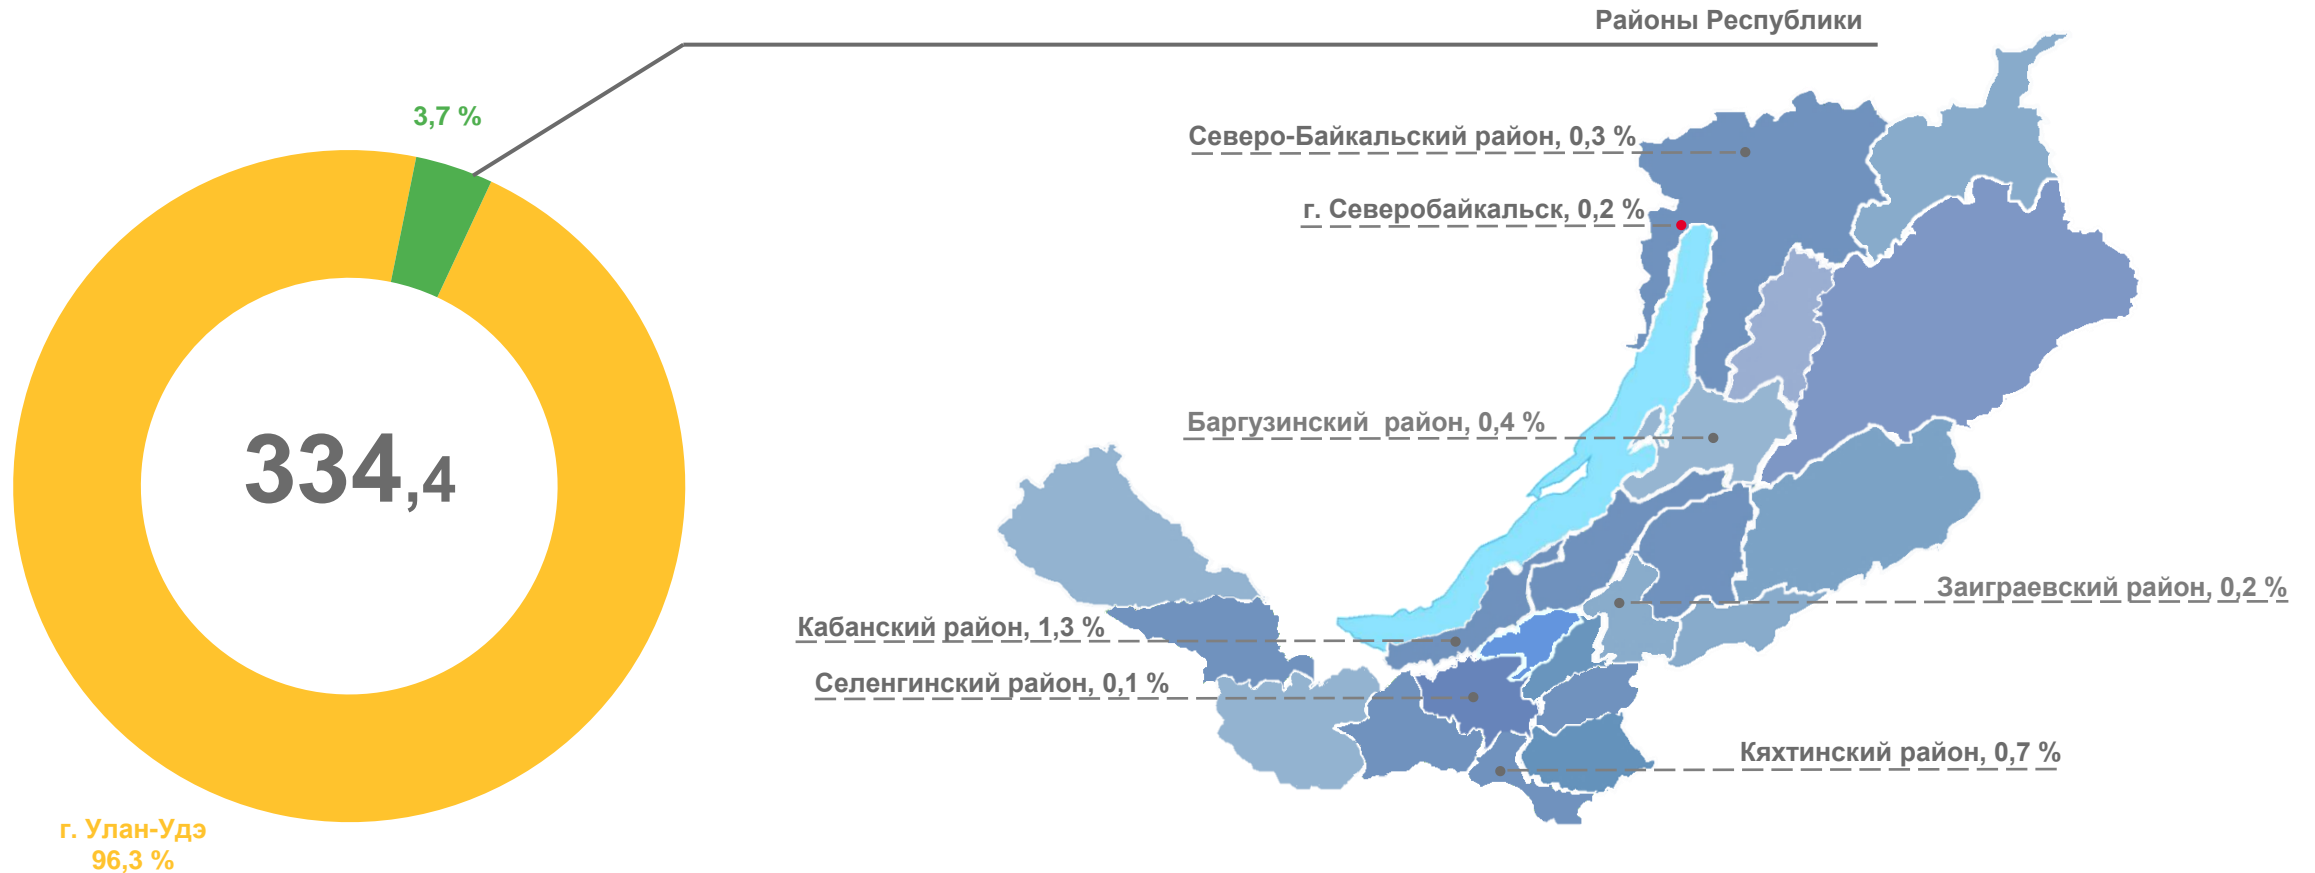 Районы Республики
3,7 %
Северо-Байкальский район, 0,3 %
г. Северобайкальск, 0,2 %
Баргузинский район, 0,4 %
334,4
Заиграевский район, 0,2 %
Кабанский район, 1,3 %
Селенгинский район, 0,1 %
Кяхтинский район, 0,7 %
г. Улан-Удэ
96,3 %